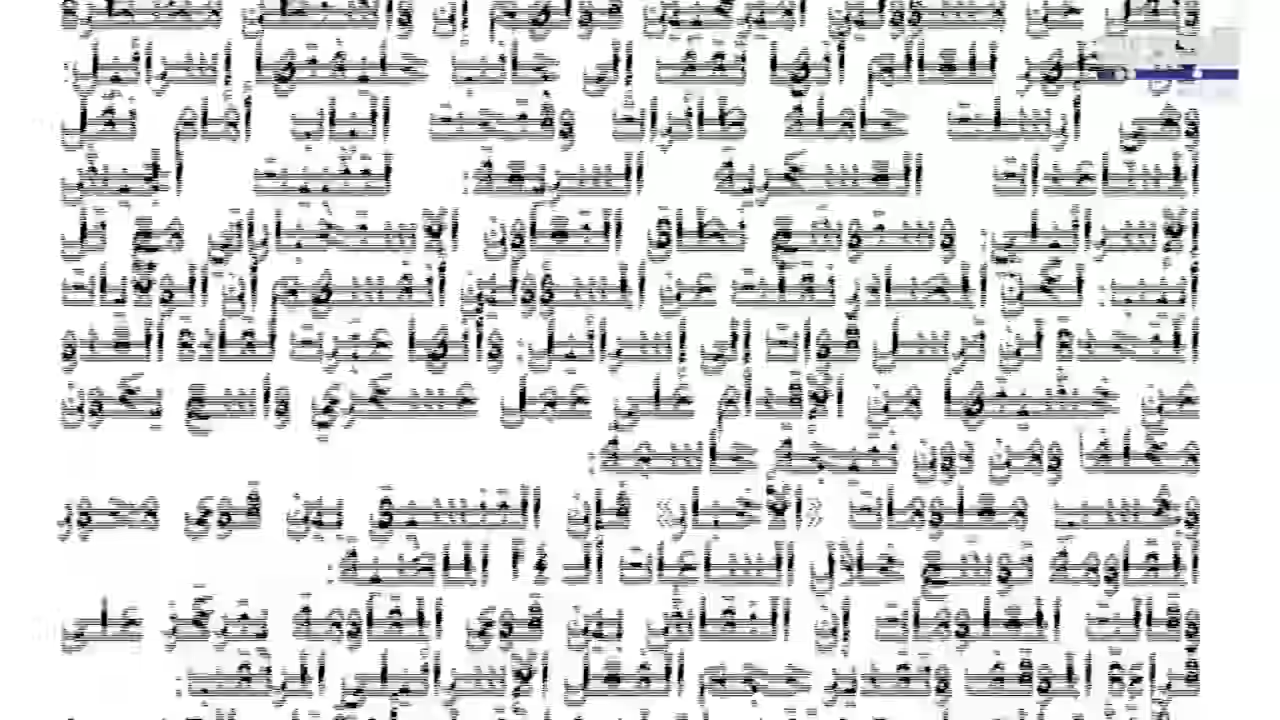 ونقل عن مسؤولين أميركيين قولهم أن واشنطن مضطرة
تظهر للعالم أنها تقف إلى جانب حليفتها إسرائيل.
وهي أرسلت حاملة طائرات وفتحت الباب أمام نقل
المساعدات العسكرية السريعة، لتثبيت الجيش
الإسرائيلي. وستوسع نطاق التعاون الاستخباراتي مع تل
أبيب. لكن المصادر نقلت عن المسؤولين أنفسهم أن الولايات
المتحدة لن ترسل قوات إلى إسرائيل. وأنها عبرت لقادة العدو
عن خشيتها من الإقدام على عمل عسكري واسع يكون
مكلفاً ومن دون نتيجة حاسمة.
وبحسب معلومات «الأخبار» فإن التنسيق بين قوى محور
المقاومة توسع خلال الساعات الـ ٢٤ الماضية.
وقالت المعلومات إن النقاش بين قوى المقاومة يتركز على
قراءة الموقف وتقدير حجم الفعل الإسرائيلي المرتقب.